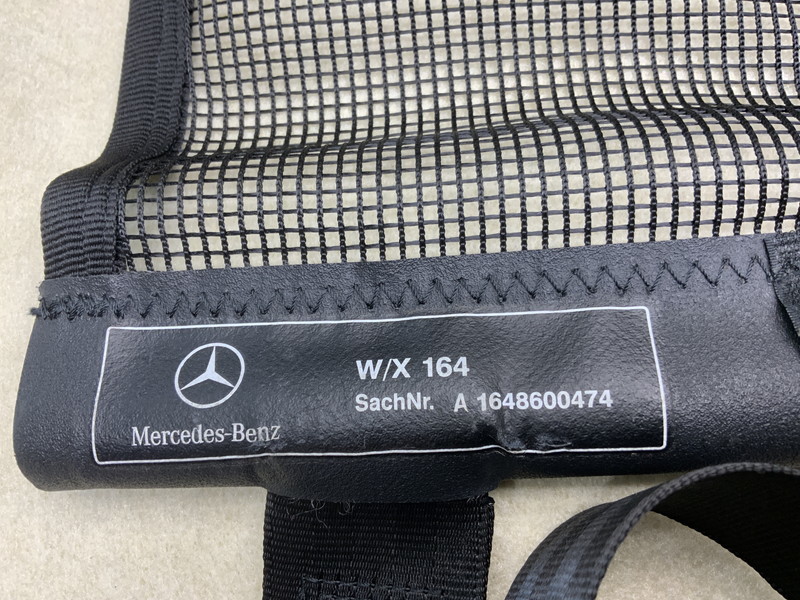 W/X 164
SachNr. A 1648600474
Mercedes-Benz